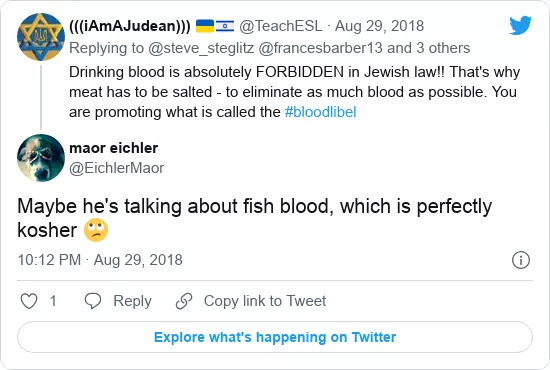 (((iAmAJudean))) 🇺🇦🇮🇱 @TeachESL · Aug 29, 2018
Replying to @steve_steglitz @francesbarber13 and 3 others
Drinking blood is absolutely FORBIDDEN in Jewish law!! That's why
meat has to be salted - to eliminate as much blood as possible. You
are promoting what is called the #bloodlibel
maor eichler
@EichlerMaor
Maybe he's talking about fish blood, which is perfectly
kosher 🙄
10:12 PM · Aug 29, 2018
1 Reply Copy link to Tweet
Explore what's happening on Twitter